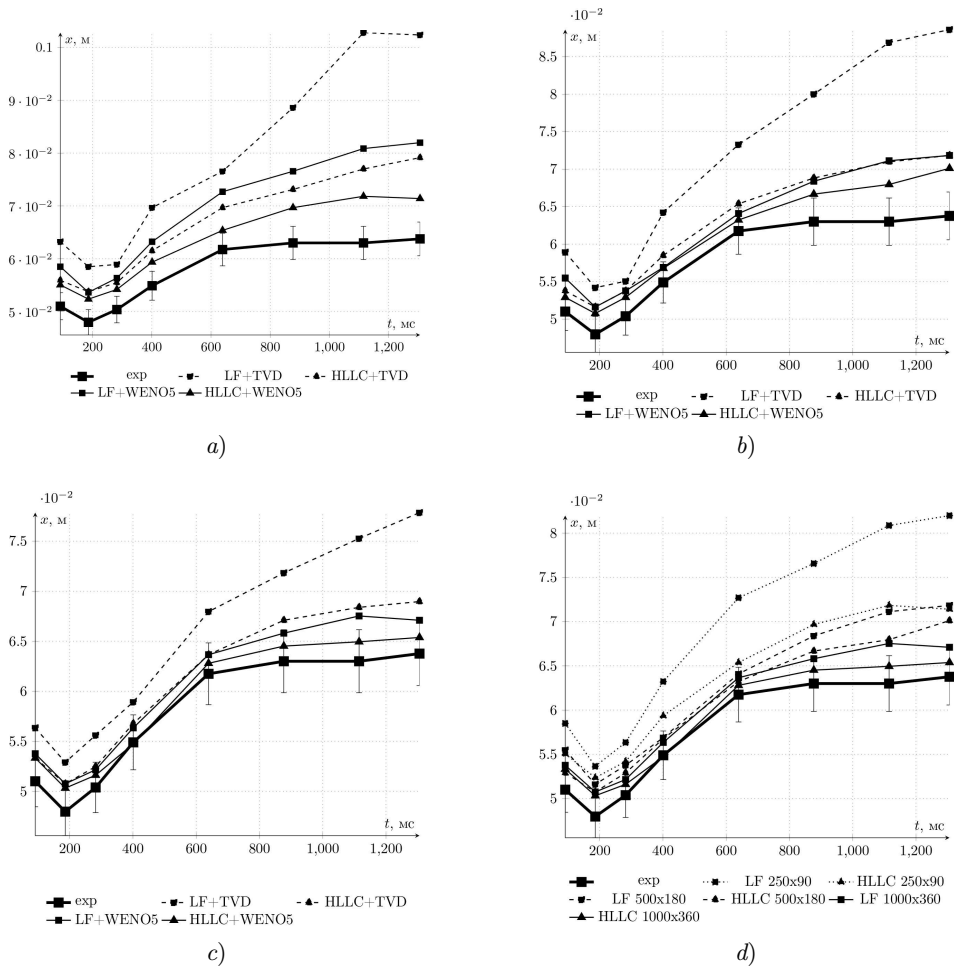 x, м
0.1
9 · 10⁻²
8 · 10⁻²
7 · 10⁻²
6 · 10⁻²
5 · 10⁻²
t, мс
200 400 600 800 1,000 1,200
exp LF+TVD HLLC+TVD
LF+WENO5 HLLC+WENO5
a)
·10⁻²
x, м
8.5
8
7.5
7
6.5
6
5.5
5
t, мс
200 400 600 800 1,000 1,200
exp LF+TVD HLLC+TVD
LF+WENO5 HLLC+WENO5
b)
·10⁻²
x, м
7.5
7
6.5
6
5.5
5
t, мс
200 400 600 800 1,000 1,200
exp LF+TVD HLLC+TVD
LF+WENO5 HLLC+WENO5
c)
·10⁻²
x, м
8
7.5
7
6.5
6
5.5
5
t, мс
200 400 600 800 1,000 1,200
exp LF 250x90 HLLC 250x90
LF 500x180 HLLC 500x180 LF 1000x360
HLLC 1000x360
d)